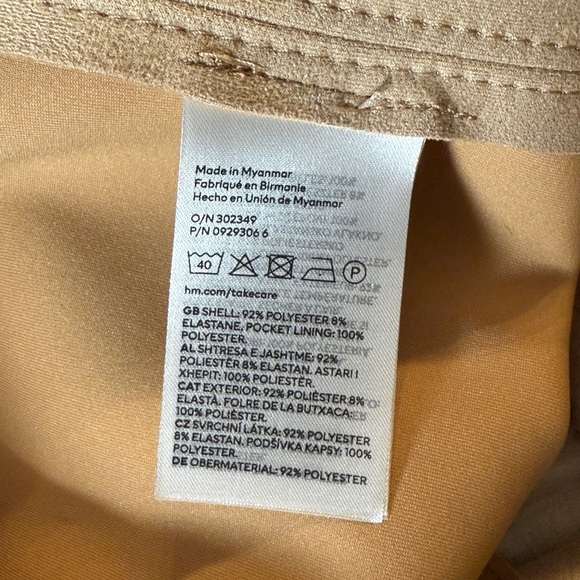 Made in Myanmar
Fabriqué en Birmanie
Hecho en Unión de Myanmar
O/N 302349
P/N 0929306 6
40
P
hm.com/takecare
GB SHELL: 92% POLYESTER 8%
ELASTANE, POCKET LINING: 100%
POLYESTER.
AL SHTRESA E JASHTME: 92%
POLIESTËR 8% ELASTAN. ASTARI I
XHEPIT: 100% POLIESTËR.
CAT EXTERIOR: 92% POLIÈSTER 8%
ELASTÀ. FOLRE DE LA BUTXACA:
100% POLIÈSTER.
CZ SVRCHNÍ LÁTKA: 92% POLYESTER
8% ELASTAN. PODŠÍVKA KAPSY: 100%
POLYESTER.
DE OBERMATERIAL: 92% POLYESTER